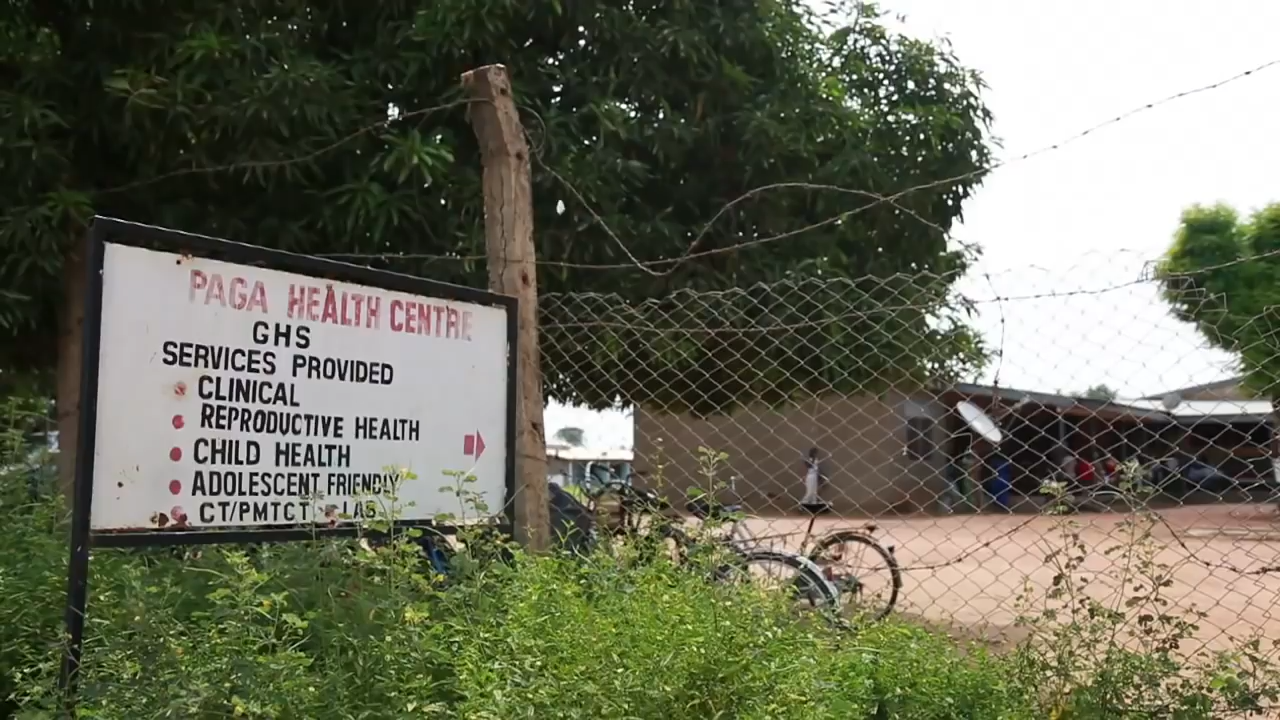 PAGA HEALTH CENTRE
GHS
SERVICES PROVIDED
CLINICAL
REPRODUCTIVE HEALTH
CHILD HEALTH
ADOLESCENT FRIENDLY
CT/PMTCT